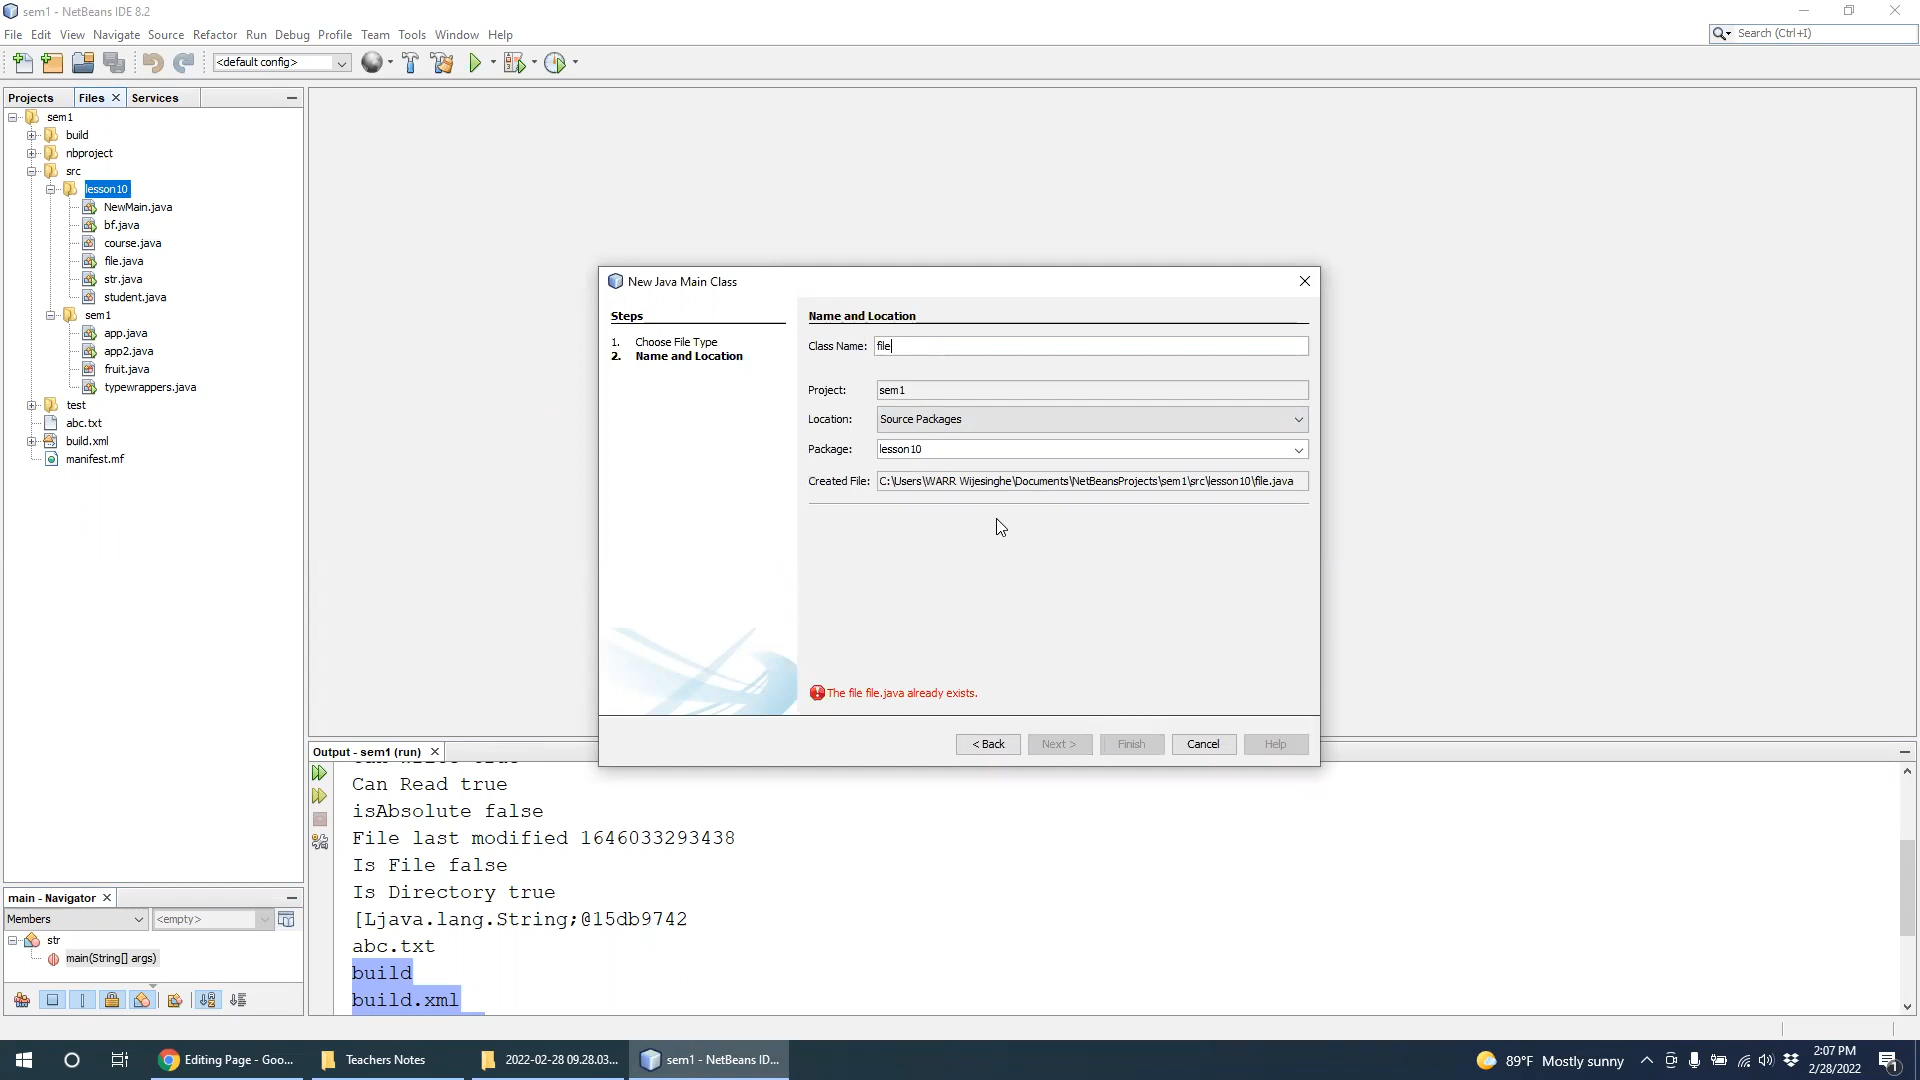 sem1 - NetBeans IDE 8.2
File Edit View Navigate Source Refactor Run Debug Profile Team Tools Window Help
Search (Ctrl+I)
<default config>
Projects Files Services
sem1
build
nbproject
src
lesson10
NewMain.java
bf.java
course.java
file.java
str.java
student.java
sem1
app.java
app2.java
fruit.java
typewrappers.java
test
abc.txt
build.xml
manifest.mf
New Java Main Class
Steps
1. Choose File Type
2. Name and Location
Name and Location
Class Name: file
Project: sem1
Location: Source Packages
Package: lesson10
Created File: C:\Users\WARR Wijesinghe\Documents\NetBeansProjects\sem1\src\lesson10\file.java
The file file.java already exists.
< Back Next > Finish Cancel Help
Output - sem1 (run)
Can Read true
isAbsolute false
File last modified 1646033293438
Is File false
Is Directory true
[Ljava.lang.String;@15db9742
abc.txt
build
build.xml
main - Navigator
Members <empty>
str
main(String[] args)
Editing Page - Goo...
Teachers Notes
2022-02-28 09.28.03...
sem1 - NetBeans ID...
89°F Mostly sunny
2:07 PM
2/28/2022
1